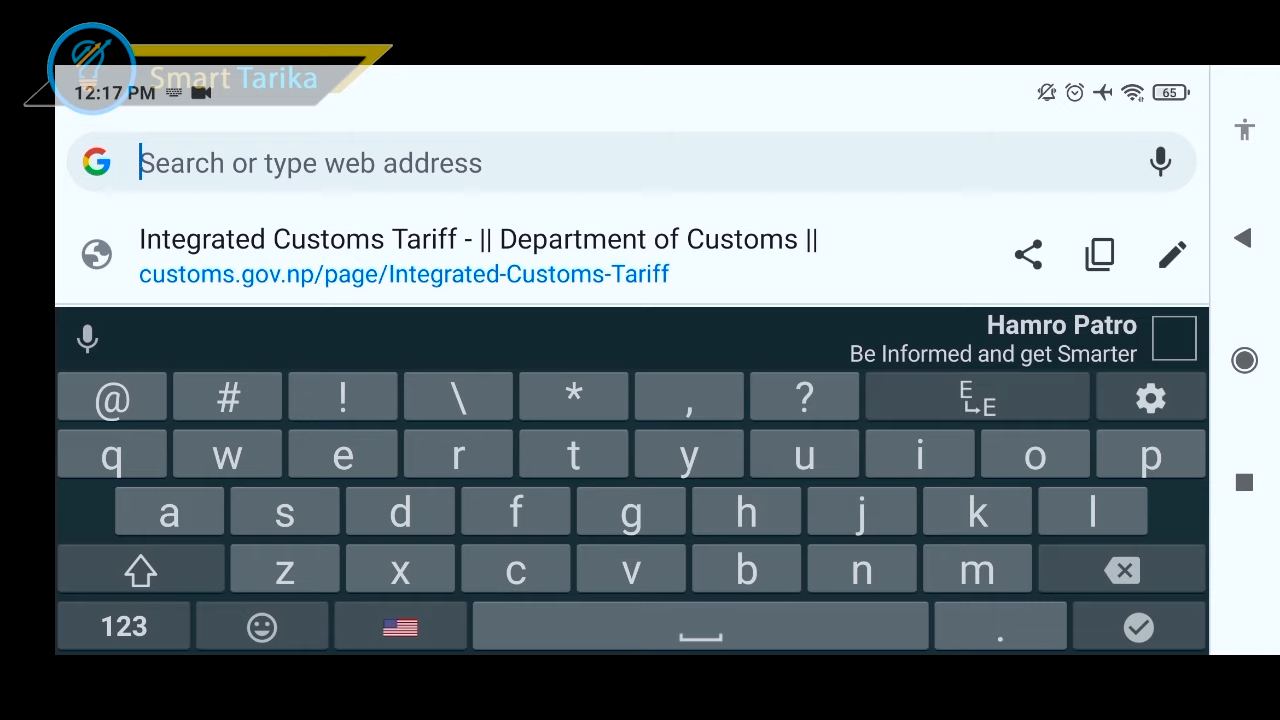 Smart Tarika
12:17 PM
65
Search or type web address
Integrated Customs Tariff - || Department of Customs ||
customs.gov.np/page/Integrated-Customs-Tariff
Hamro Patro
Be Informed and get Smarter
@ # ! \ * , ? E E
q w e r t y u i o p
a s d f g h j k l
z x c v b n m
123 .